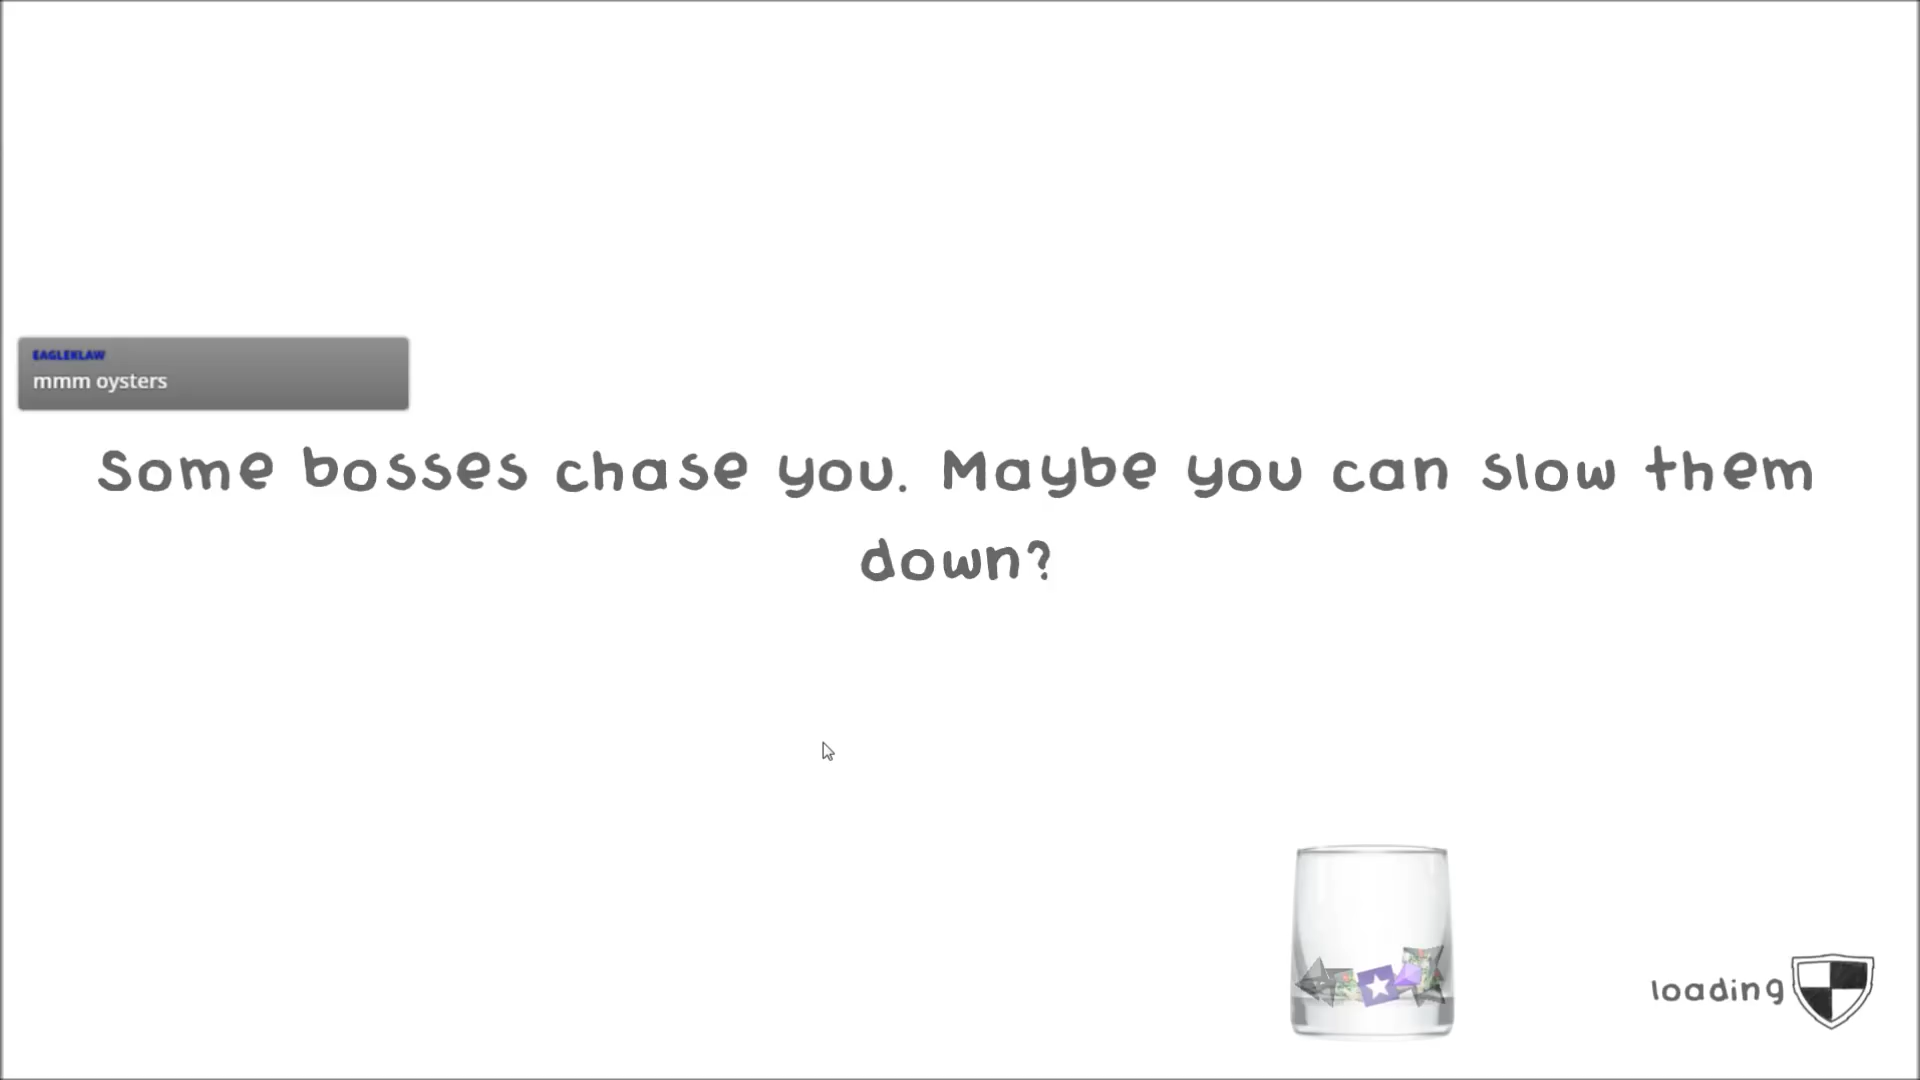 EAGLEKLAW
mmm oysters
Some bosses chase you. Maybe you can slow them
down?
loading